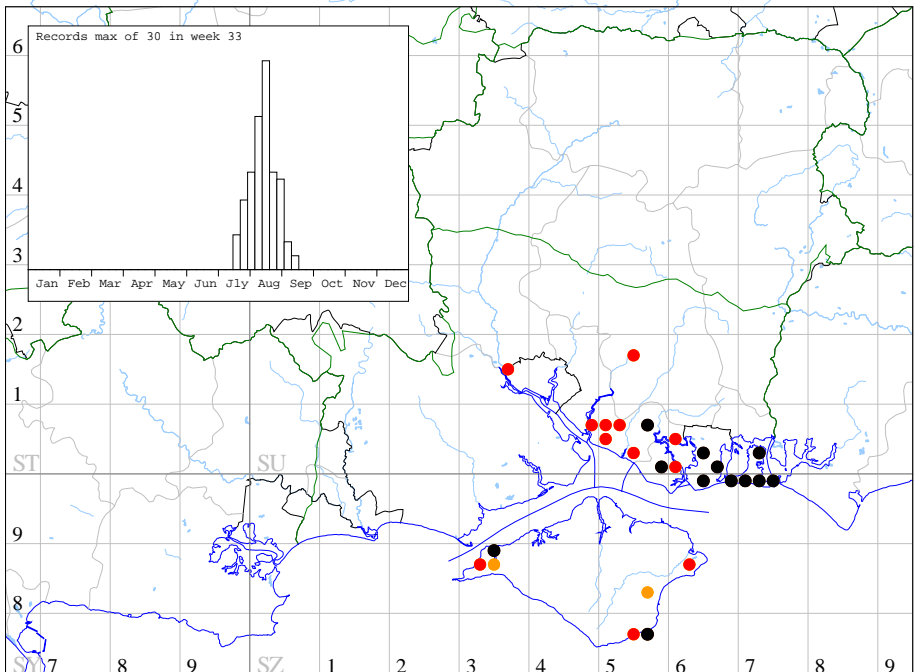 Records max of 30 in week 33
Jan Feb Mar Apr May Jun Jly Aug Sep Oct Nov Dec
6
5
4
3
2
1
ST SU
9
8
SY 7 8 9 SZ 1 2 3 4 5 6 7 8 9